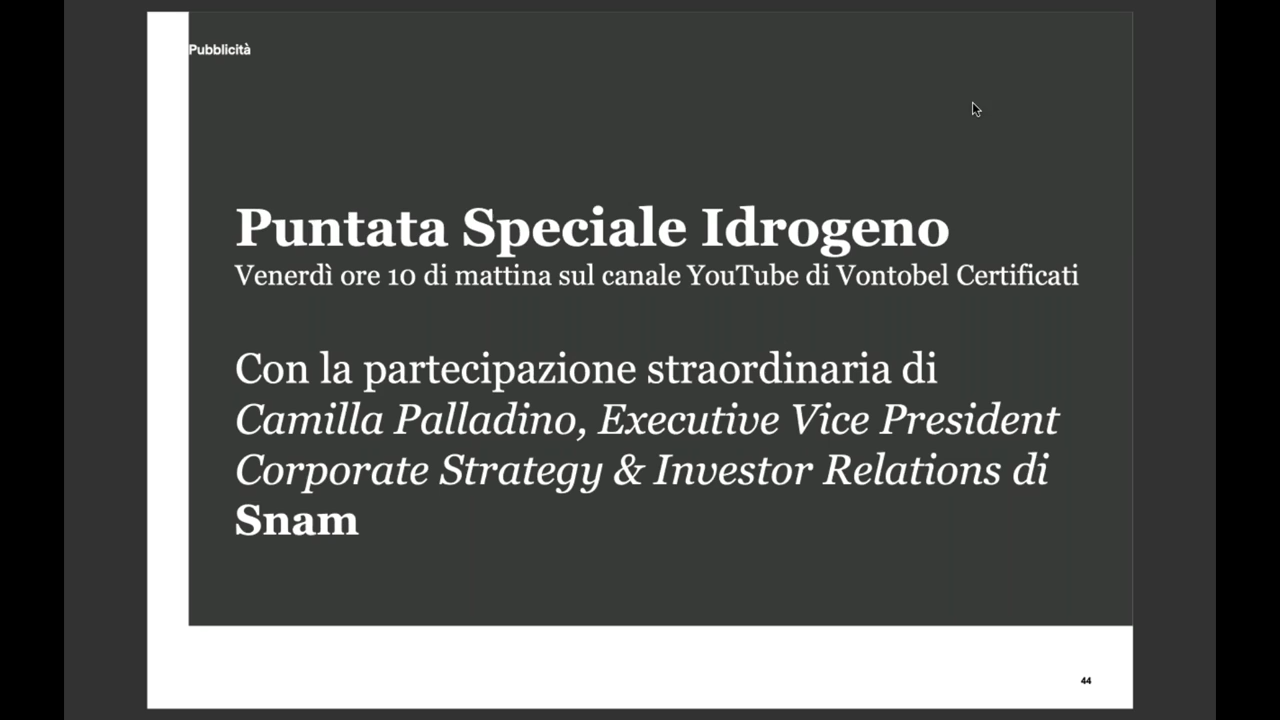 Pubblicità
Puntata Speciale Idrogeno
Venerdì ore 10 di mattina sul canale YouTube di Vontobel Certificati
Con la partecipazione straordinaria di
Camilla Palladino, Executive Vice President
Corporate Strategy & Investor Relations di
Snam
44